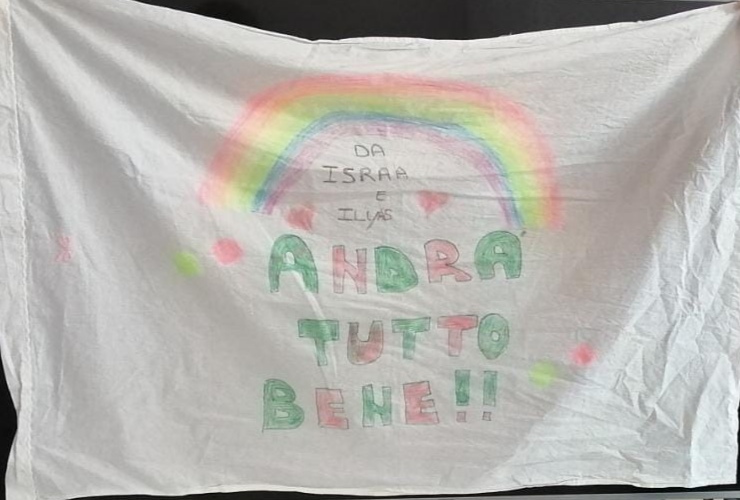 DA
ISRAA
E
ILYAS
ANDRA'
TUTTO
BENE!!